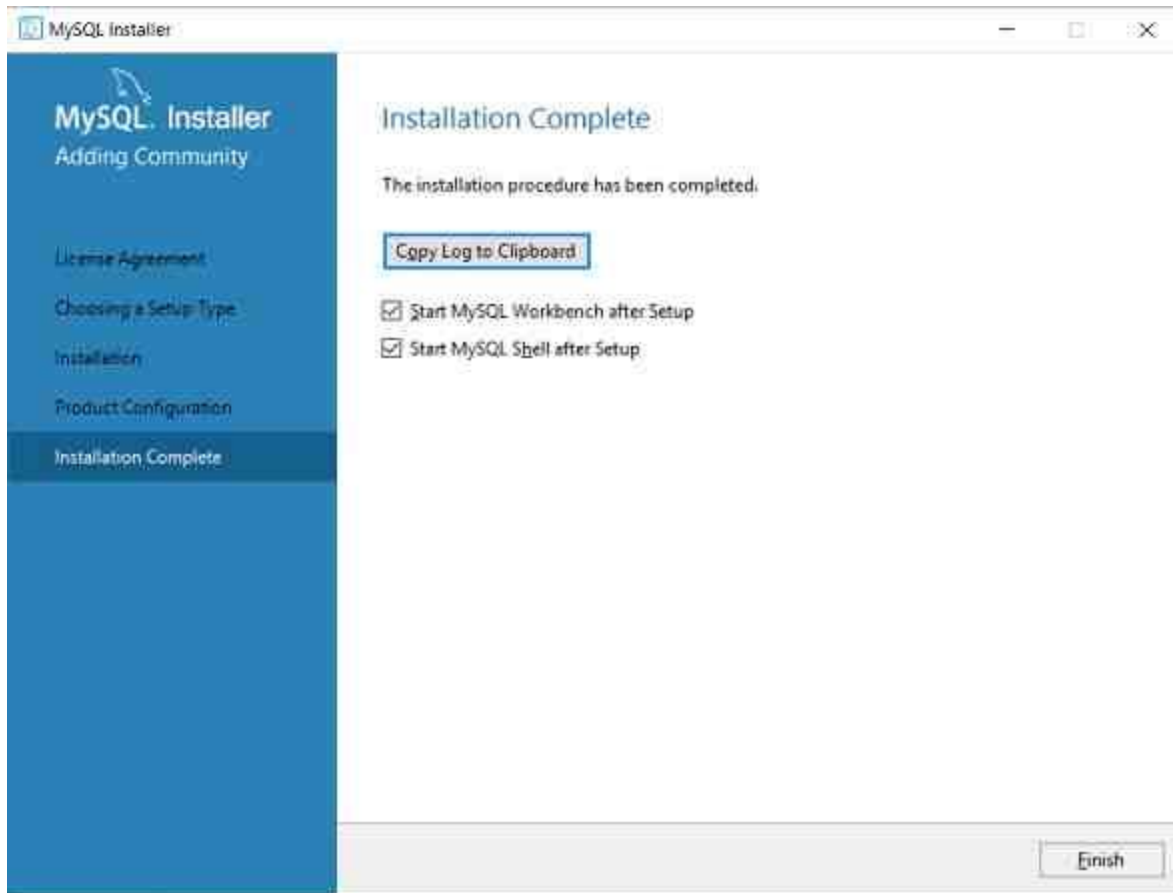 MySQL Installer
MySQL. Installer
Adding Community
License Agreement
Choosing a Setup Type
Installation
Product Configuration
Installation Complete
Installation Complete
The installation procedure has been completed.
Copy Log to Clipboard
Start MySQL Workbench after Setup
Start MySQL Shell after Setup
Finish